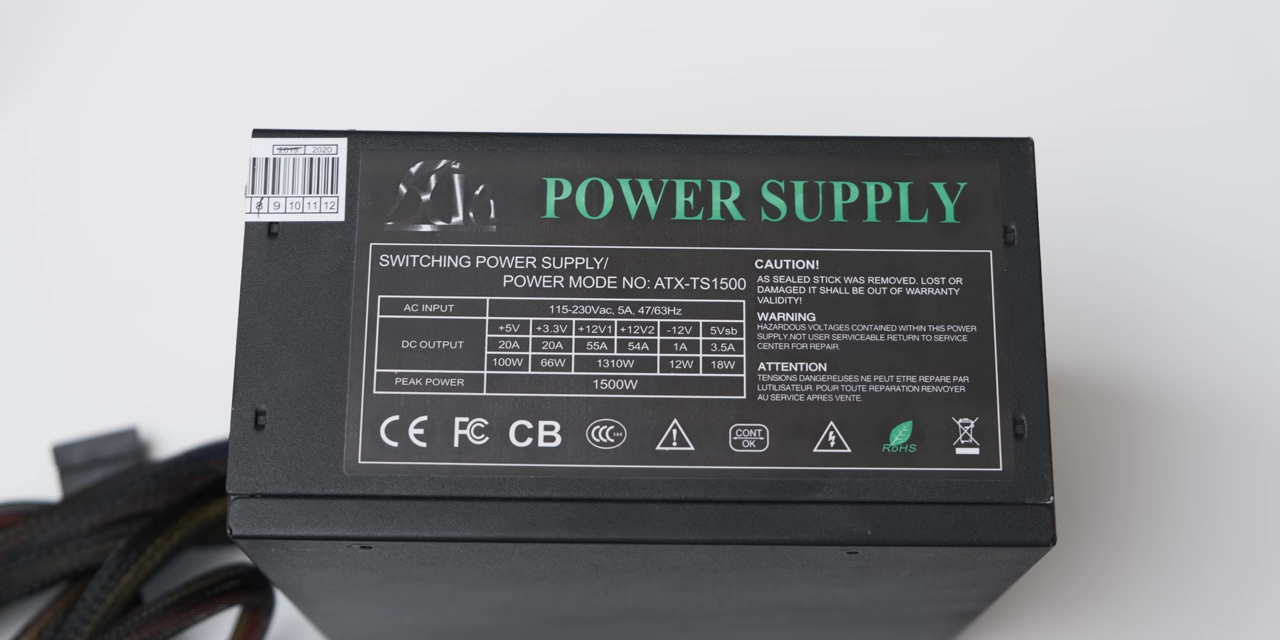 2019 2020
8 9 10 11 12
POWER SUPPLY
SWITCHING POWER SUPPLY/
POWER MODE NO: ATX-TS1500
AC INPUT 115-230Vac, 5A, 47/63Hz
DC OUTPUT
+5V +3.3V +12V1 +12V2 -12V 5Vsb
20A 20A 55A 54A 1A 3.5A
100W 66W 1310W 12W 18W
PEAK POWER 1500W
CAUTION!
AS SEALED STICK WAS REMOVED. LOST OR
DAMAGED IT SHALL BE OUT OF WARRANTY
VALIDITY!
WARNING
HAZARDOUS VOLTAGES CONTAINED WITHIN THIS POWER
SUPPLY,NOT USER SERVICEABLE RETURN TO SERVICE
CENTER FOR REPAIR.
ATTENTION
TENSIONS DANGEREUSES NE PEUT ETRE REPARE PAR
LUTILISATEUR. POUR TOUTE REPARATION RENVOYER
AU SERVICE APRES VENTE.
CE FC CB CCC CONT OK RoHS